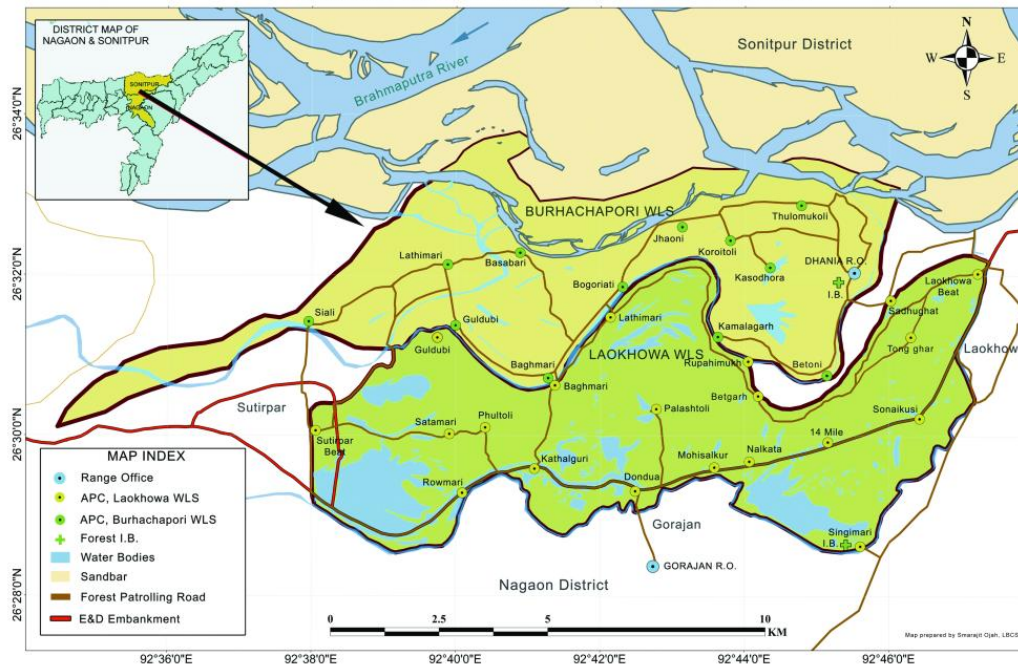 DISTRICT MAP OF
NAGAON & SONITPUR
SONITPUR
NAGAON
Brahmaputra River
Sonitpur District
N
W
E
S
26°34'0"N
26°32'0"N
26°30'0"N
26°28'0"N
BURHACHAPORI WLS
Thulomukoli
Jhaoni
Koroitoli
Kasodhora
DHANIA R.O.
I.B.
Lathimari
Basabari
Bogoriati
Laokhowa
Beat
Sadhughat
Siali
Guldubi
Guldubi
Lathimari
Kamalagarh
Tong ghar
LAOKHOWA WLS
Laokhow
Rupahimukh
Betoni
Baghmari
Baghmari
Betgarh
Sutirpar
Palashtoli
Sonaikusi
Satamari
Phultoli
14 Mile
Sutirpar
Beat
Kathalguri
Mohisalkur
Nalkata
Rowmari
Dondua
Gorajan
Singimari
I.B.
GORAJAN R.O.
Nagaon District
MAP INDEX
Range Office
APC, Laokhowa WLS
APC, Burhachapori WLS
Forest I.B.
Water Bodies
Sandbar
Forest Patrolling Road
E&D Embankment
0
2.5
5
10
KM
Map prepared by Smarajit Ojah, LBCS
92°36'0"E
92°38'0"E
92°40'0"E
92°42'0"E
92°44'0"E
92°46'0"E